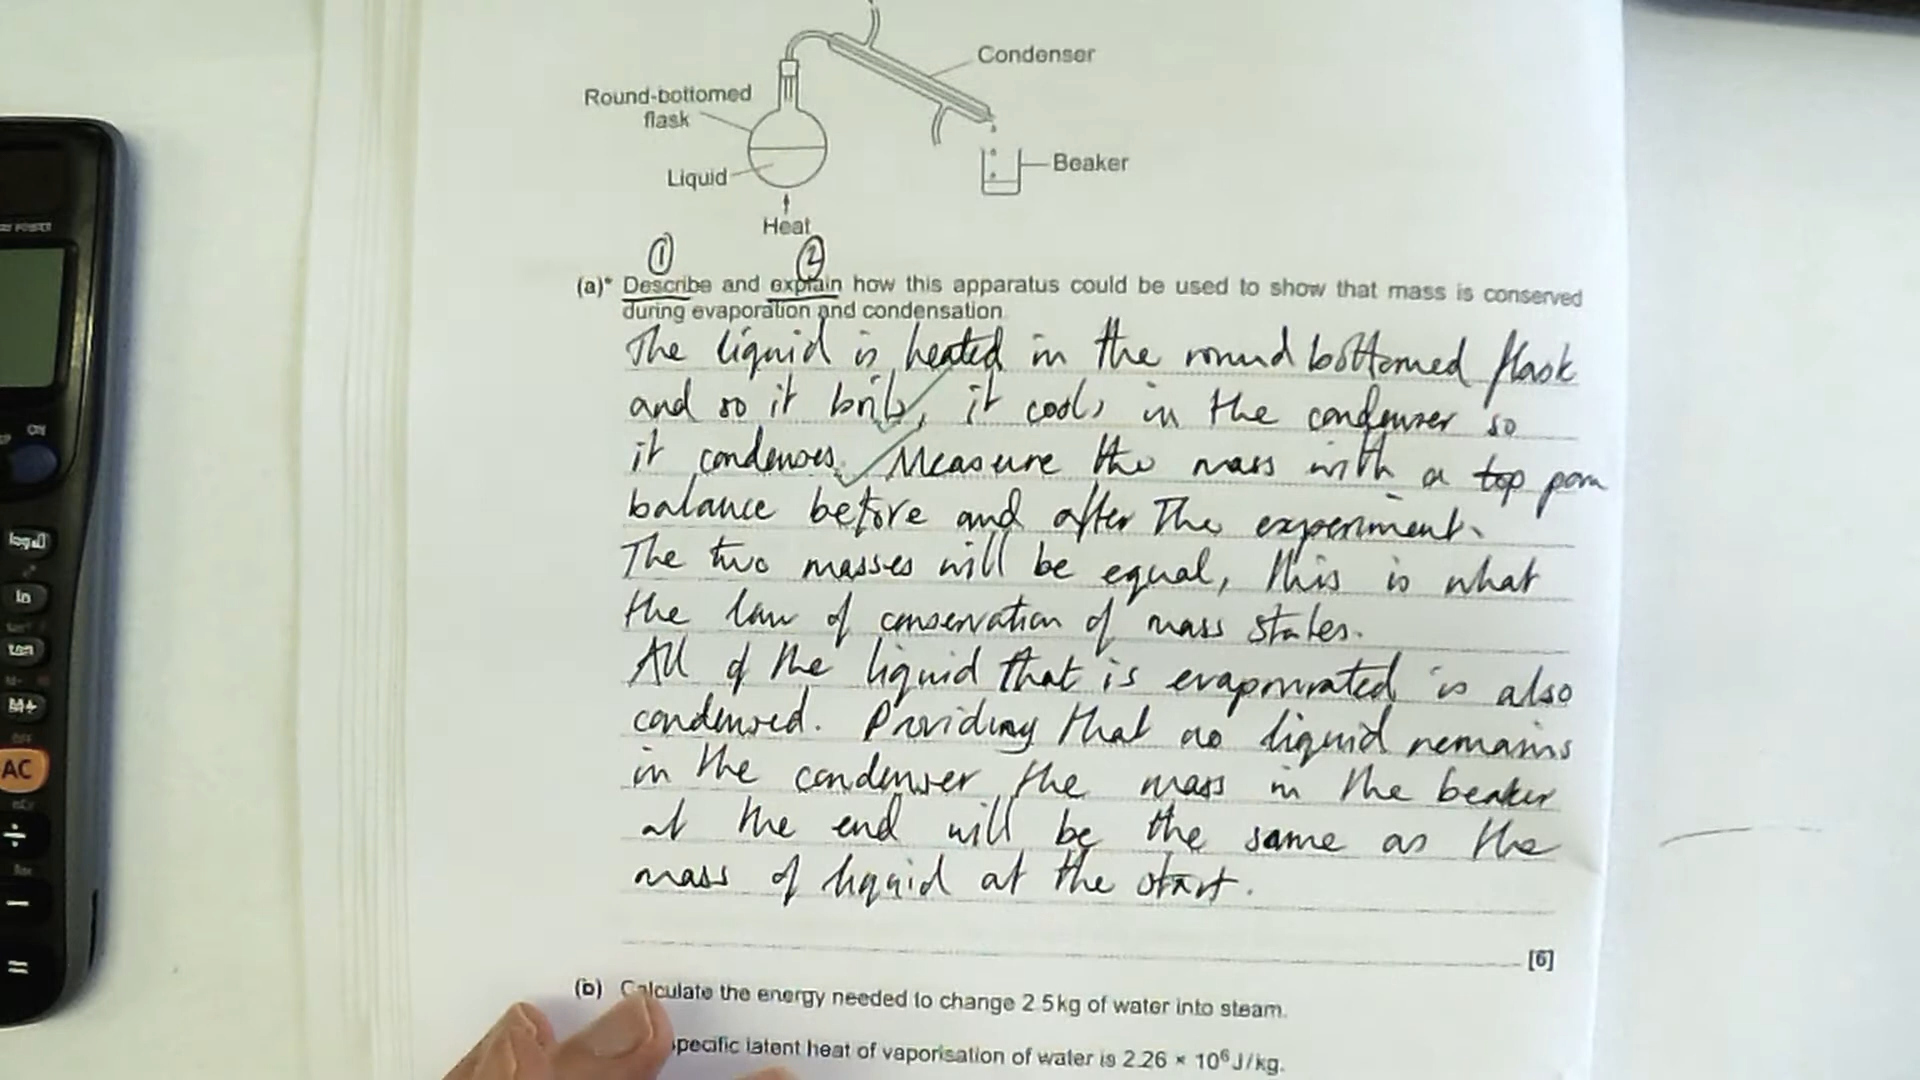 Condenser
Round-bottomed
flask
Beaker
Liquid
Heat
1 2
(a)* Describe and explain how this apparatus could be used to show that mass is conserved
during evaporation and condensation
The liquid is heated in the round bottomed flask
and so it boils, it cools in the condenser so
it condenses. Measure the mass with a top pan
balance before and after the experiment.
The two masses will be equal, this is what
the law of conservation of mass states.
All of the liquid that is evaporated is also
condensed. Providing that no liquid remains
in the condenser the mass in the beaker
at the end will be the same as the
mass of liquid at the start.
[6]
(b) Calculate the energy needed to change 2.5 kg of water into steam.
specific latent heat of vaporisation of water is 2.26 × 10⁶ J/kg.
ON
log
ln
tan
M+
AC
÷
−
=